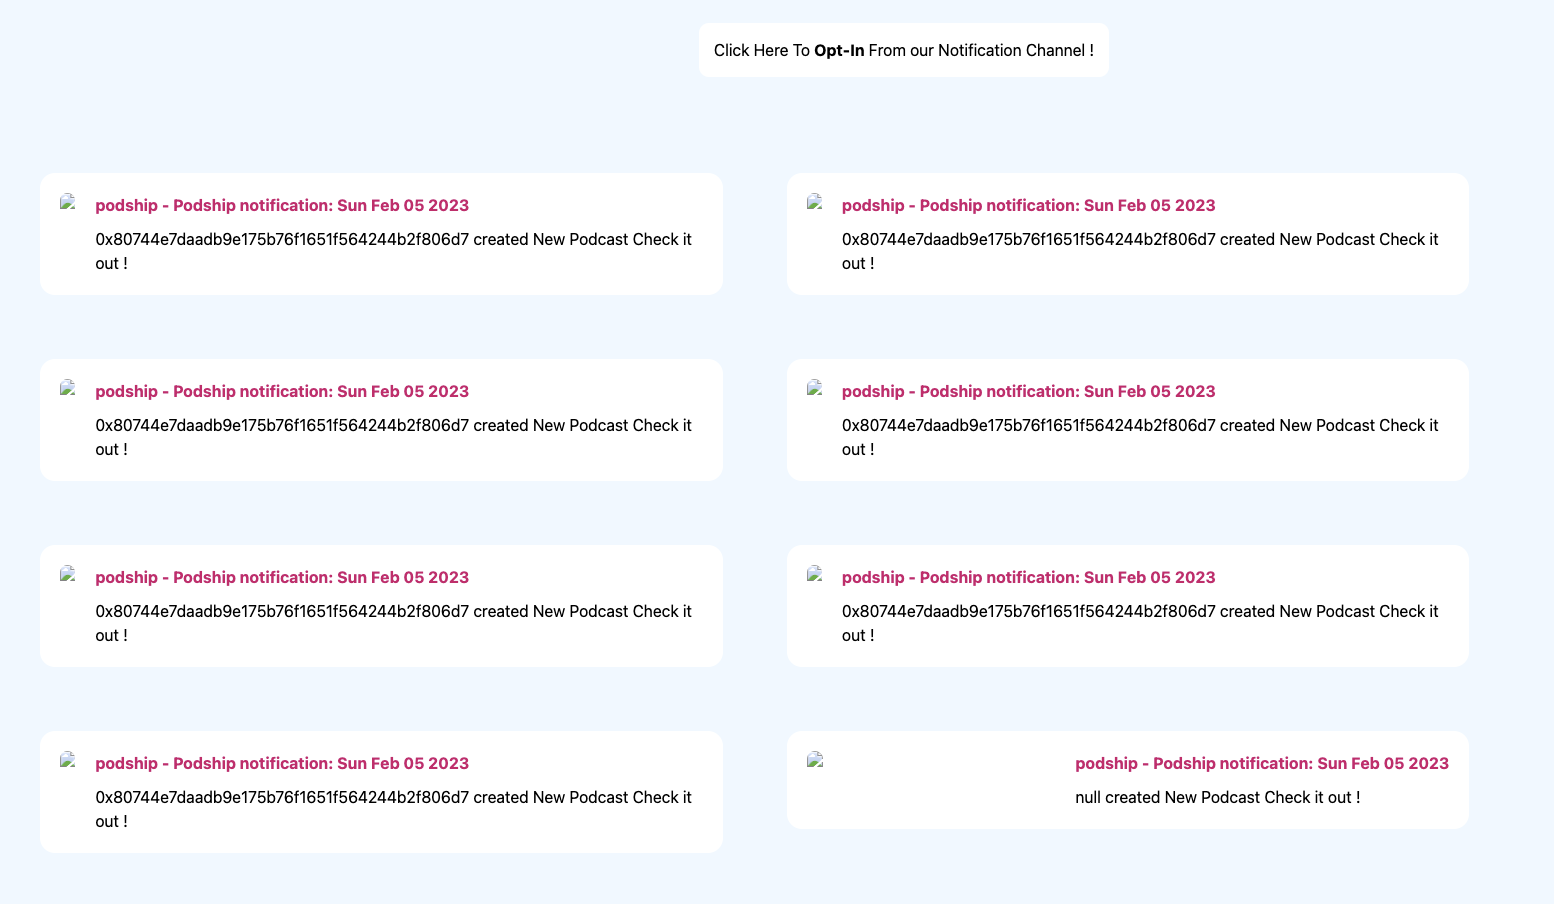 Click Here To Opt-In From our Notification Channel !
podship - Podship notification: Sun Feb 05 2023
0x80744e7daadb9e175b76f1651f564244b2f806d7 created New Podcast Check it
out !
podship - Podship notification: Sun Feb 05 2023
0x80744e7daadb9e175b76f1651f564244b2f806d7 created New Podcast Check it
out !
podship - Podship notification: Sun Feb 05 2023
0x80744e7daadb9e175b76f1651f564244b2f806d7 created New Podcast Check it
out !
podship - Podship notification: Sun Feb 05 2023
0x80744e7daadb9e175b76f1651f564244b2f806d7 created New Podcast Check it
out !
podship - Podship notification: Sun Feb 05 2023
0x80744e7daadb9e175b76f1651f564244b2f806d7 created New Podcast Check it
out !
podship - Podship notification: Sun Feb 05 2023
0x80744e7daadb9e175b76f1651f564244b2f806d7 created New Podcast Check it
out !
podship - Podship notification: Sun Feb 05 2023
0x80744e7daadb9e175b76f1651f564244b2f806d7 created New Podcast Check it
out !
podship - Podship notification: Sun Feb 05 2023
null created New Podcast Check it out !